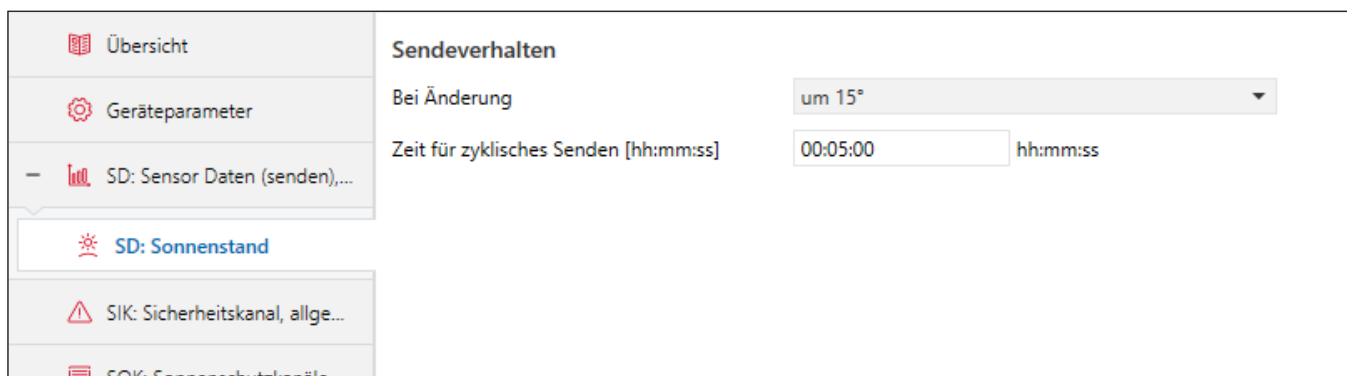 Übersicht
Geräteparameter
SD: Sensor Daten (senden),...
SD: Sonnenstand
SIK: Sicherheitskanal, allge...
Sendeverhalten
Bei Änderung um 15°
Zeit für zyklisches Senden [hh:mm:ss] 00:05:00 hh:mm:ss